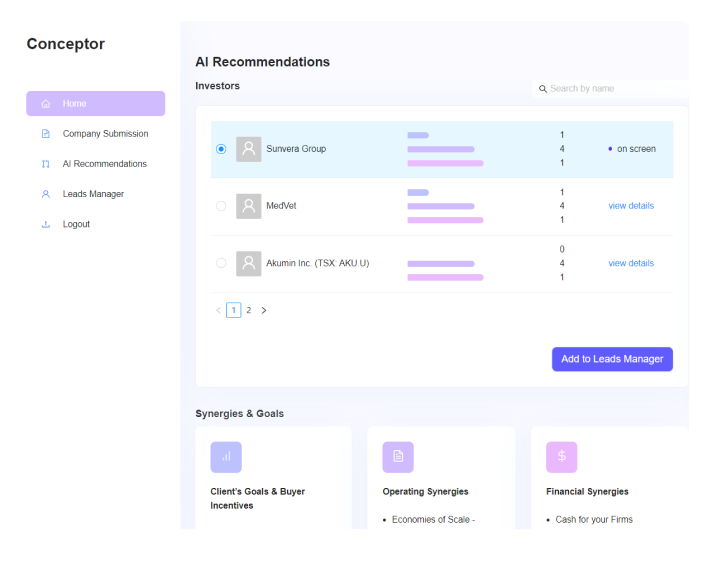 Conceptor
Home
Company Submission
AI Recommendations
Leads Manager
Logout
AI Recommendations
Investors
Search by name
Sunvera Group
1
4
1
on screen
MedVet
1
4
1
view details
Akumin Inc. (TSX: AKU.U)
0
4
1
view details
< 1 2 >
Add to Leads Manager
Synergies & Goals
Client's Goals & Buyer
Incentives
Operating Synergies
• Economies of Scale -
$
Financial Synergies
• Cash for your Firms